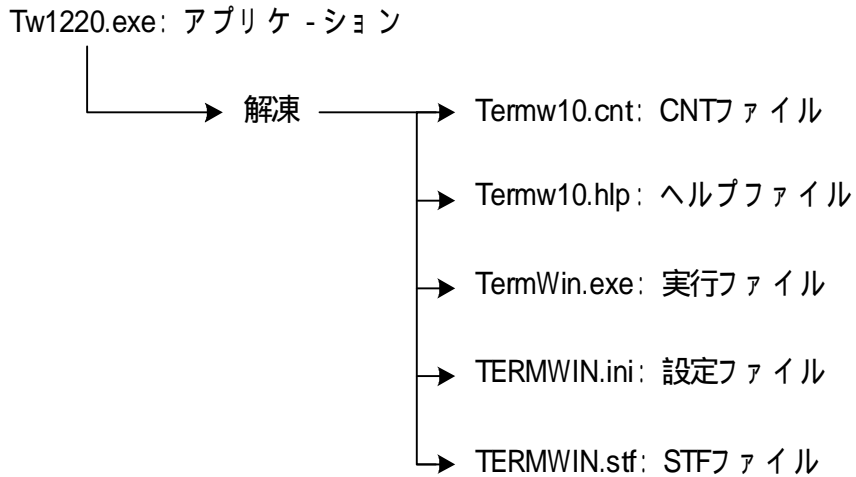 Tw1220.exe: アプリケ-ション
解凍
Termw10.cnt: CNTファイル
Termw10.hlp: ヘルプファイル
TermWin.exe: 実行ファイル
TERMWIN.ini: 設定ファイル
TERMWIN.stf: STFファイル